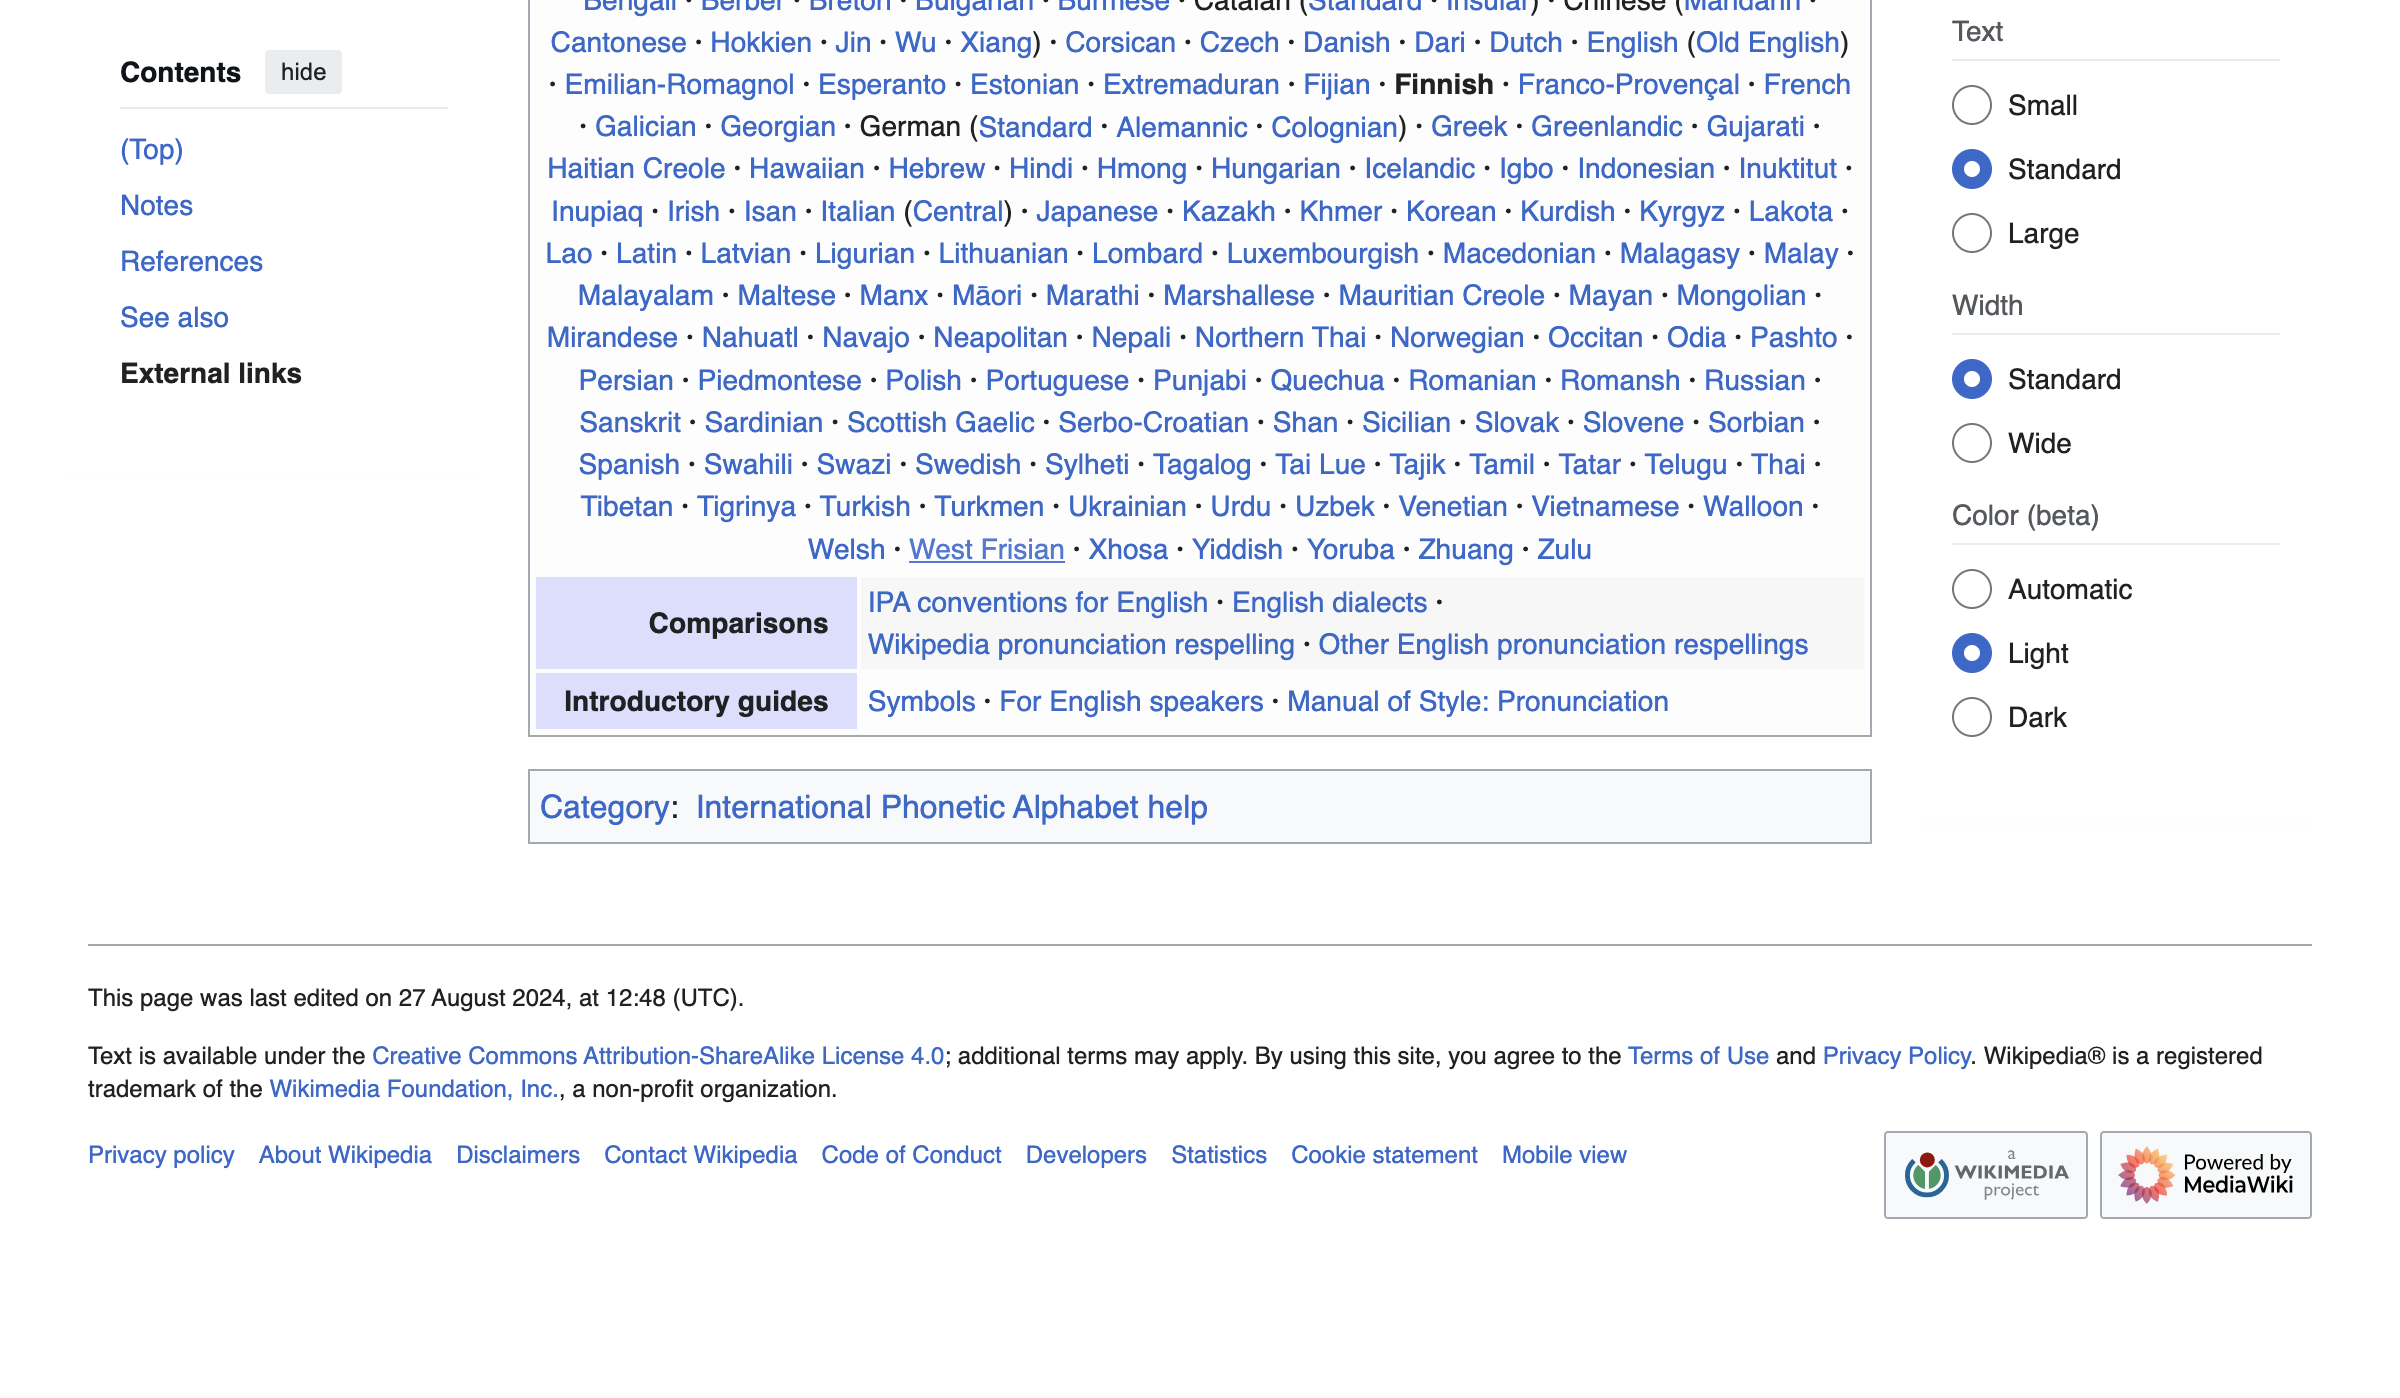 Contents hide
(Top)
Notes
References
See also
External links
Bengali · Berber · Breton · Bulgarian · Burmese · Catalan (Standard · Insular) · Chinese (Mandarin ·
Cantonese · Hokkien · Jin · Wu · Xiang) · Corsican · Czech · Danish · Dari · Dutch · English (Old English)
· Emilian-Romagnol · Esperanto · Estonian · Extremaduran · Fijian · Finnish · Franco-Provençal · French
· Galician · Georgian · German (Standard · Alemannic · Colognian) · Greek · Greenlandic · Gujarati ·
Haitian Creole · Hawaiian · Hebrew · Hindi · Hmong · Hungarian · Icelandic · Igbo · Indonesian · Inuktitut ·
Inupiaq · Irish · Isan · Italian (Central) · Japanese · Kazakh · Khmer · Korean · Kurdish · Kyrgyz · Lakota ·
Lao · Latin · Latvian · Ligurian · Lithuanian · Lombard · Luxembourgish · Macedonian · Malagasy · Malay ·
Malayalam · Maltese · Manx · Māori · Marathi · Marshallese · Mauritian Creole · Mayan · Mongolian ·
Mirandese · Nahuatl · Navajo · Neapolitan · Nepali · Northern Thai · Norwegian · Occitan · Odia · Pashto ·
Persian · Piedmontese · Polish · Portuguese · Punjabi · Quechua · Romanian · Romansh · Russian ·
Sanskrit · Sardinian · Scottish Gaelic · Serbo-Croatian · Shan · Sicilian · Slovak · Slovene · Sorbian ·
Spanish · Swahili · Swazi · Swedish · Sylheti · Tagalog · Tai Lue · Tajik · Tamil · Tatar · Telugu · Thai ·
Tibetan · Tigrinya · Turkish · Turkmen · Ukrainian · Urdu · Uzbek · Venetian · Vietnamese · Walloon ·
Welsh · West Frisian · Xhosa · Yiddish · Yoruba · Zhuang · Zulu
Comparisons
IPA conventions for English · English dialects ·
Wikipedia pronunciation respelling · Other English pronunciation respellings
Introductory guides
Symbols · For English speakers · Manual of Style: Pronunciation
Category: International Phonetic Alphabet help
Text
Small
Standard
Large
Width
Standard
Wide
Color (beta)
Automatic
Light
Dark
This page was last edited on 27 August 2024, at 12:48 (UTC).
Text is available under the Creative Commons Attribution-ShareAlike License 4.0; additional terms may apply. By using this site, you agree to the Terms of Use and Privacy Policy. Wikipedia® is a registered
trademark of the Wikimedia Foundation, Inc., a non-profit organization.
Privacy policy About Wikipedia Disclaimers Contact Wikipedia Code of Conduct Developers Statistics Cookie statement Mobile view
a
WIKIMEDIA
project
Powered by
MediaWiki